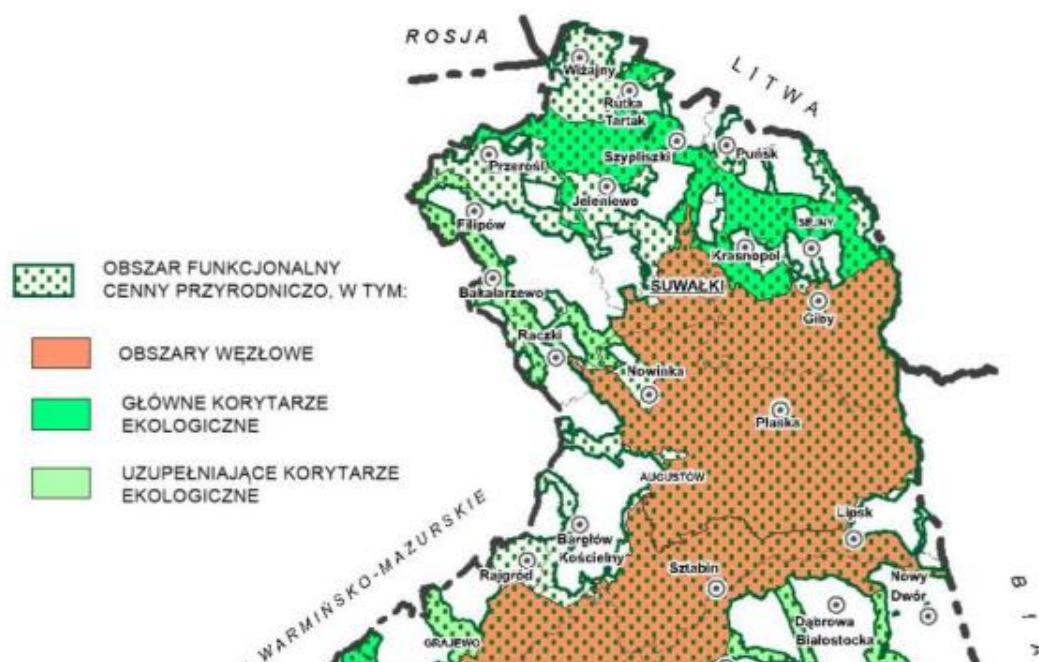 ROSJA
LITWA
Wiżajny
Rutka
Tartak
Szypliszki
Puńsk
Przerośl
Jeleniewo
Filipów
SEJNY
Krasnopol
OBSZAR FUNKCJONALNY
CENNY PRZYRODNICZO, W TYM:
Bakałarzewo
SUWAŁKI
Giby
OBSZARY WĘZŁOWE
Raczki
Nowinka
GŁÓWNE KORYTARZE
EKOLOGICZNE
Płaska
UZUPEŁNIAJĄCE KORYTARZE
EKOLOGICZNE
AUGUSTÓW
Lipsk
WARMIŃSKO-MAZURSKIE
Bargłów
Kościelny
Rajgród
Sztabin
Nowy
Dwór
Dąbrowa
Białostocka
GRAJEWO
B I A